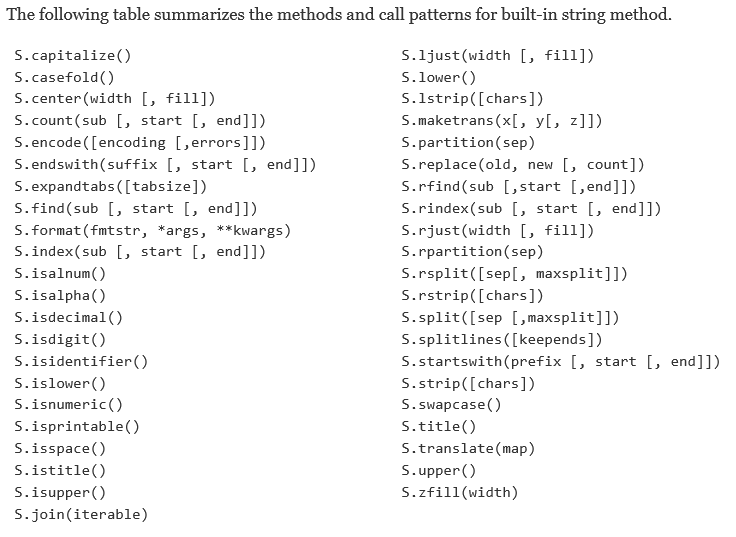 The following table summarizes the methods and call patterns for built-in string method.
S.capitalize()
S.casefold()
S.center(width [, fill])
S.count(sub [, start [, end]])
S.encode([encoding [,errors]])
S.endswith(suffix [, start [, end]])
S.expandtabs([tabsize])
S.find(sub [, start [, end]])
S.format(fmtstr, *args, **kwargs)
S.index(sub [, start [, end]])
S.isalnum()
S.isalpha()
S.isdecimal()
S.isdigit()
S.isidentifier()
S.islower()
S.isnumeric()
S.isprintable()
S.isspace()
S.istitle()
S.isupper()
S.join(iterable)
S.ljust(width [, fill])
S.lower()
S.lstrip([chars])
S.maketrans(x[, y[, z]])
S.partition(sep)
S.replace(old, new [, count])
S.rfind(sub [,start [,end]])
S.rindex(sub [, start [, end]])
S.rjust(width [, fill])
S.rpartition(sep)
S.rsplit([sep[, maxsplit]])
S.rstrip([chars])
S.split([sep [,maxsplit]])
S.splitlines([keepends])
S.startswith(prefix [, start [, end]])
S.strip([chars])
S.swapcase()
S.title()
S.translate(map)
S.upper()
S.zfill(width)